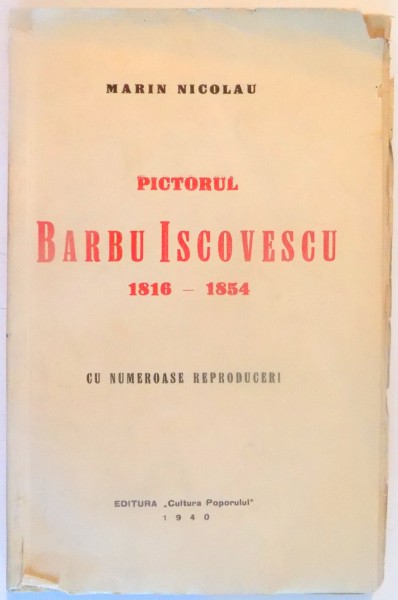 MARIN NICOLAU
PICTORUL
BARBU ISCOVESCU
1816 — 1854
CU NUMEROASE REPRODUCERI
EDITURA „Cultura Poporului"
1940